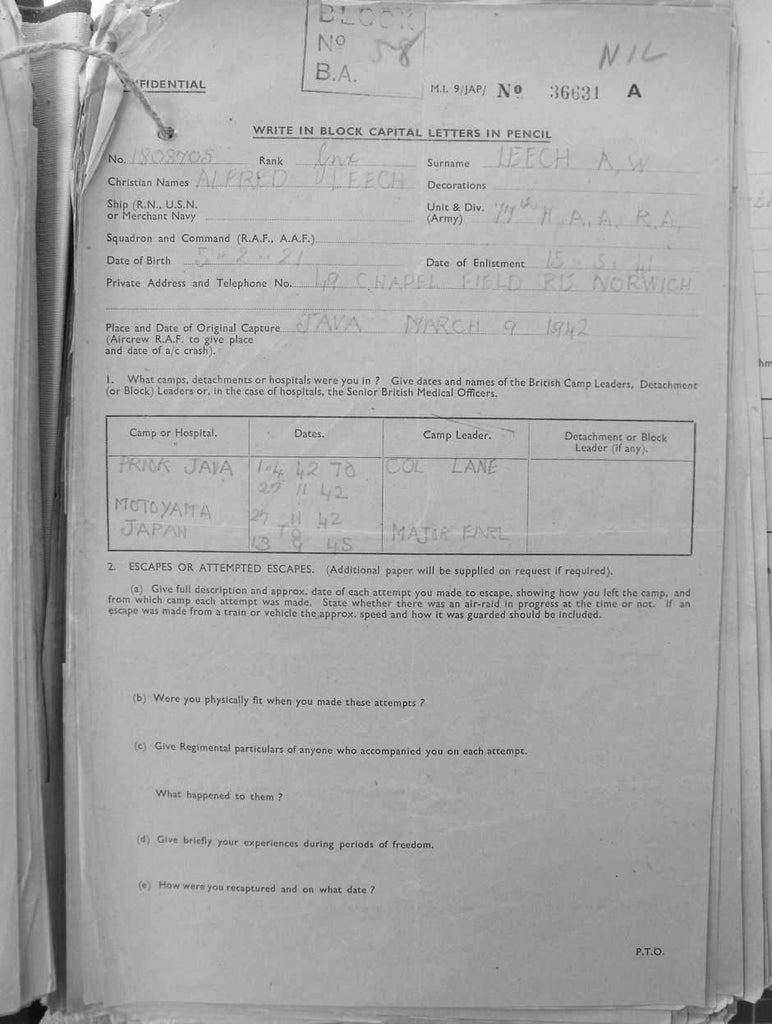 BLOCK
Nº 58
B.A.
NIL
CONFIDENTIAL
M.I. 9/JAP/ Nº 36631 A
WRITE IN BLOCK CAPITAL LETTERS IN PENCIL
No. 1808705 Rank Gnr Surname LEECH A. W
Christian Names ALFRED LEECH Decorations
Ship (R.N., U.S.N. or Merchant Navy
Unit & Div. (Army) 77th H. A. A. R.A.
Squadron and Command (R.A.F., A.A.F.)
Date of Birth 5-2-21 Date of Enlistment 15. 5. 41
Private Address and Telephone No. 49 CHAPEL FIELD RD NORWICH
Place and Date of Original Capture JAVA MARCH 9 1942
(Aircrew R.A.F. to give place
and date of a/c crash).
1. What camps, detachments or hospitals were you in ? Give dates and names of the British Camp Leaders, Detachment
(or Block) Leaders or, in the case of hospitals, the Senior British Medical Officers.
Camp or Hospital. Dates. Camp Leader. Detachment or Block
Leader (if any).
PRIOK JAVA 1-4 42 TO COL LANE
27 11 42
MOTOYAMA 27 11 42
JAPAN TO MAJOR EARL
13 45
2. ESCAPES OR ATTEMPTED ESCAPES. (Additional paper will be supplied on request if required).
(a) Give full description and approx. date of each attempt you made to escape, showing how you left the camp, and
from which camp each attempt was made. State whether there was an air-raid in progress at the time or not. If an
escape was made from a train or vehicle the approx. speed and how it was guarded should be included.
(b) Were you physically fit when you made these attempts ?
(c) Give Regimental particulars of anyone who accompanied you on each attempt.
What happened to them ?
(d) Give briefly your experiences during periods of freedom.
(e) How were you recaptured and on what date ?
P.T.O.